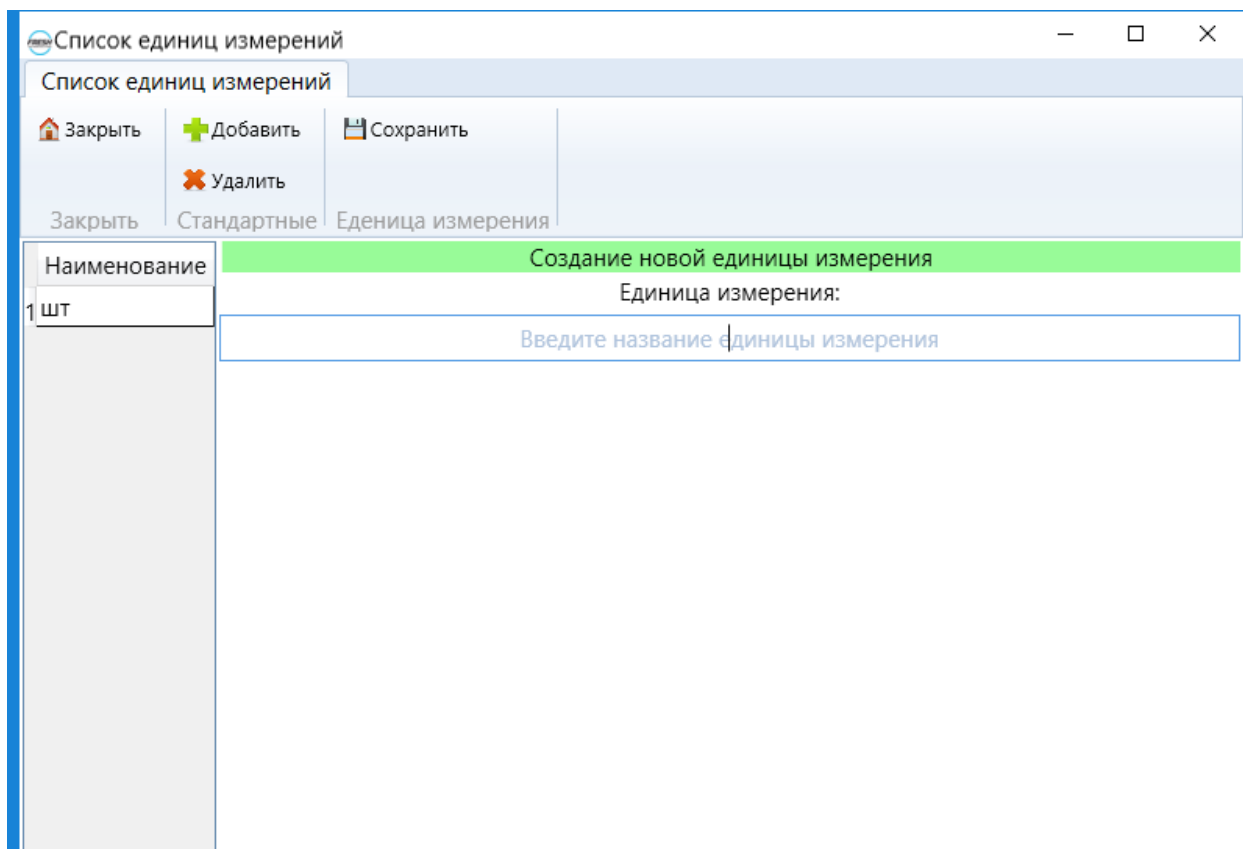 FRESH Список единиц измерений
Список единиц измерений
Закрыть Добавить Сохранить
Удалить
Закрыть Стандартные Еденица измерения
Наименование
1 шт
Создание новой единицы измерения
Единица измерения:
Введите название единицы измерения